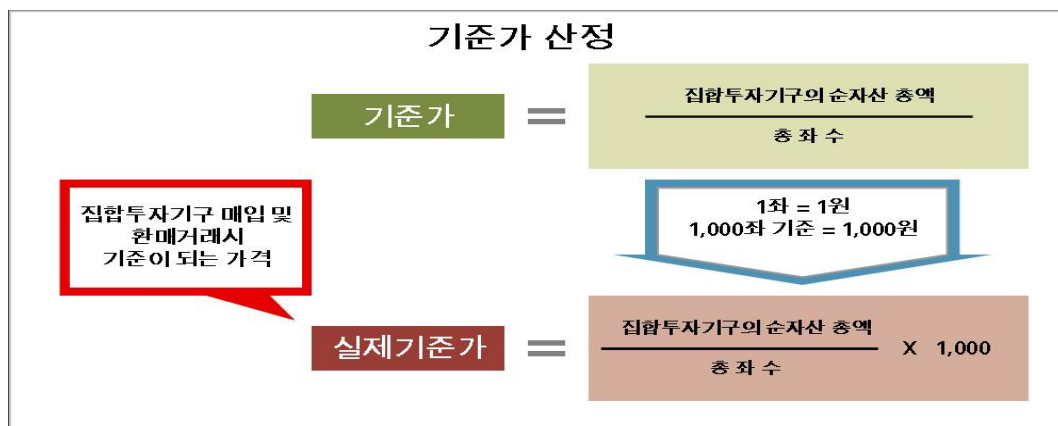 기준가 산정
기준가
=
집합투자기구의 순자산 총액
총 좌 수
집합투자기구 매입 및
환매거래시
기준이 되는 가격
1좌 = 1원
1,000좌 기준 = 1,000원
실제기준가
=
집합투자기구의 순자산 총액
총 좌 수
X 1,000